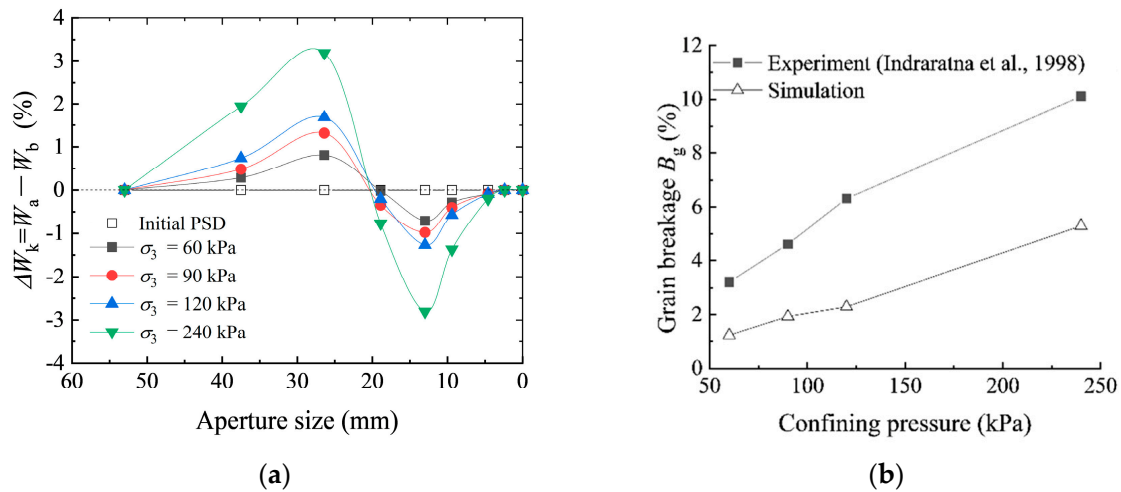 4
3
2
1
0
-1
-2
-3
-4
ΔWk=Wa − Wb (%)
Initial PSD
σ3 = 60 kPa
σ3 = 90 kPa
σ3 = 120 kPa
σ3 = 240 kPa
60 50 40 30 20 10 0
Aperture size (mm)
(a)
12
10
8
6
4
2
0
Grain breakage Bg (%)
Experiment (Indraratna et al., 1998)
Simulation
50 100 150 200 250
Confining pressure (kPa)
(b)